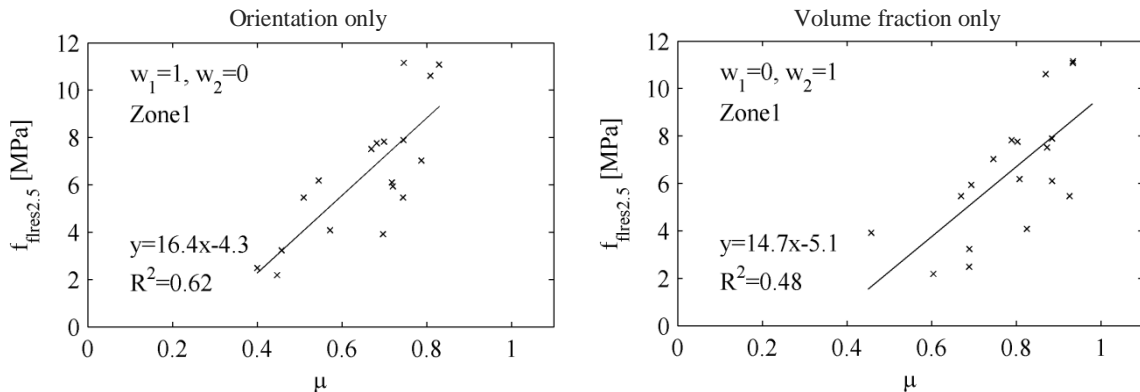 Orientation only
12
10
8
6
4
2
0
f_flres2.5 [MPa]
w_1=1, w_2=0
Zone1
y=16.4x-4.3
R^2=0.62
0 0.2 0.4 0.6 0.8 1
μ
Volume fraction only
12
10
8
6
4
2
0
f_flres2.5 [MPa]
w_1=0, w_2=1
Zone1
y=14.7x-5.1
R^2=0.48
0 0.2 0.4 0.6 0.8 1
μ